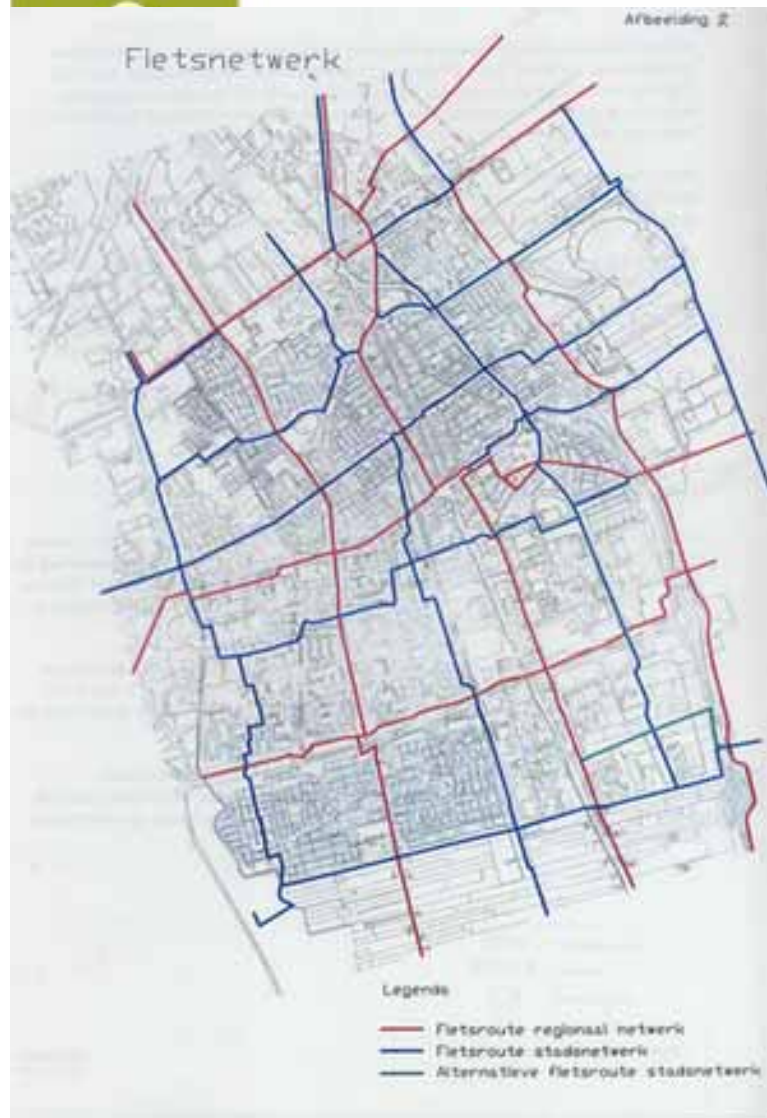 Afbeelding 2
Fietsnetwerk
Legenda
Fietsroute regionaal netwerk
Fietsroute stadsnetwerk
Alternatieve fietsroute stadsnetwerk